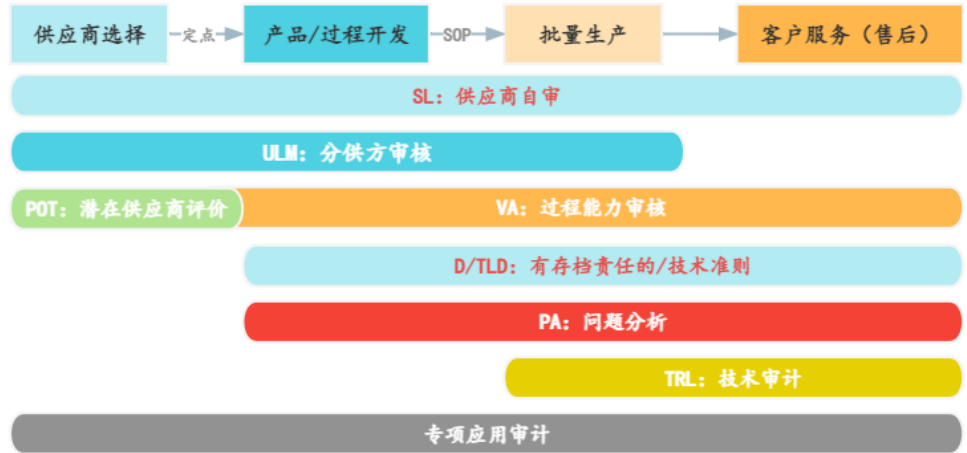 供应商选择 定点 产品/过程开发 SOP 批量生产 客户服务（售后）
SL：供应商自审
ULM：分供方审核
POT：潜在供应商评价 VA：过程能力审核
D/TLD：有存档责任的/技术准则
PA：问题分析
TRL：技术审计
专项应用审计